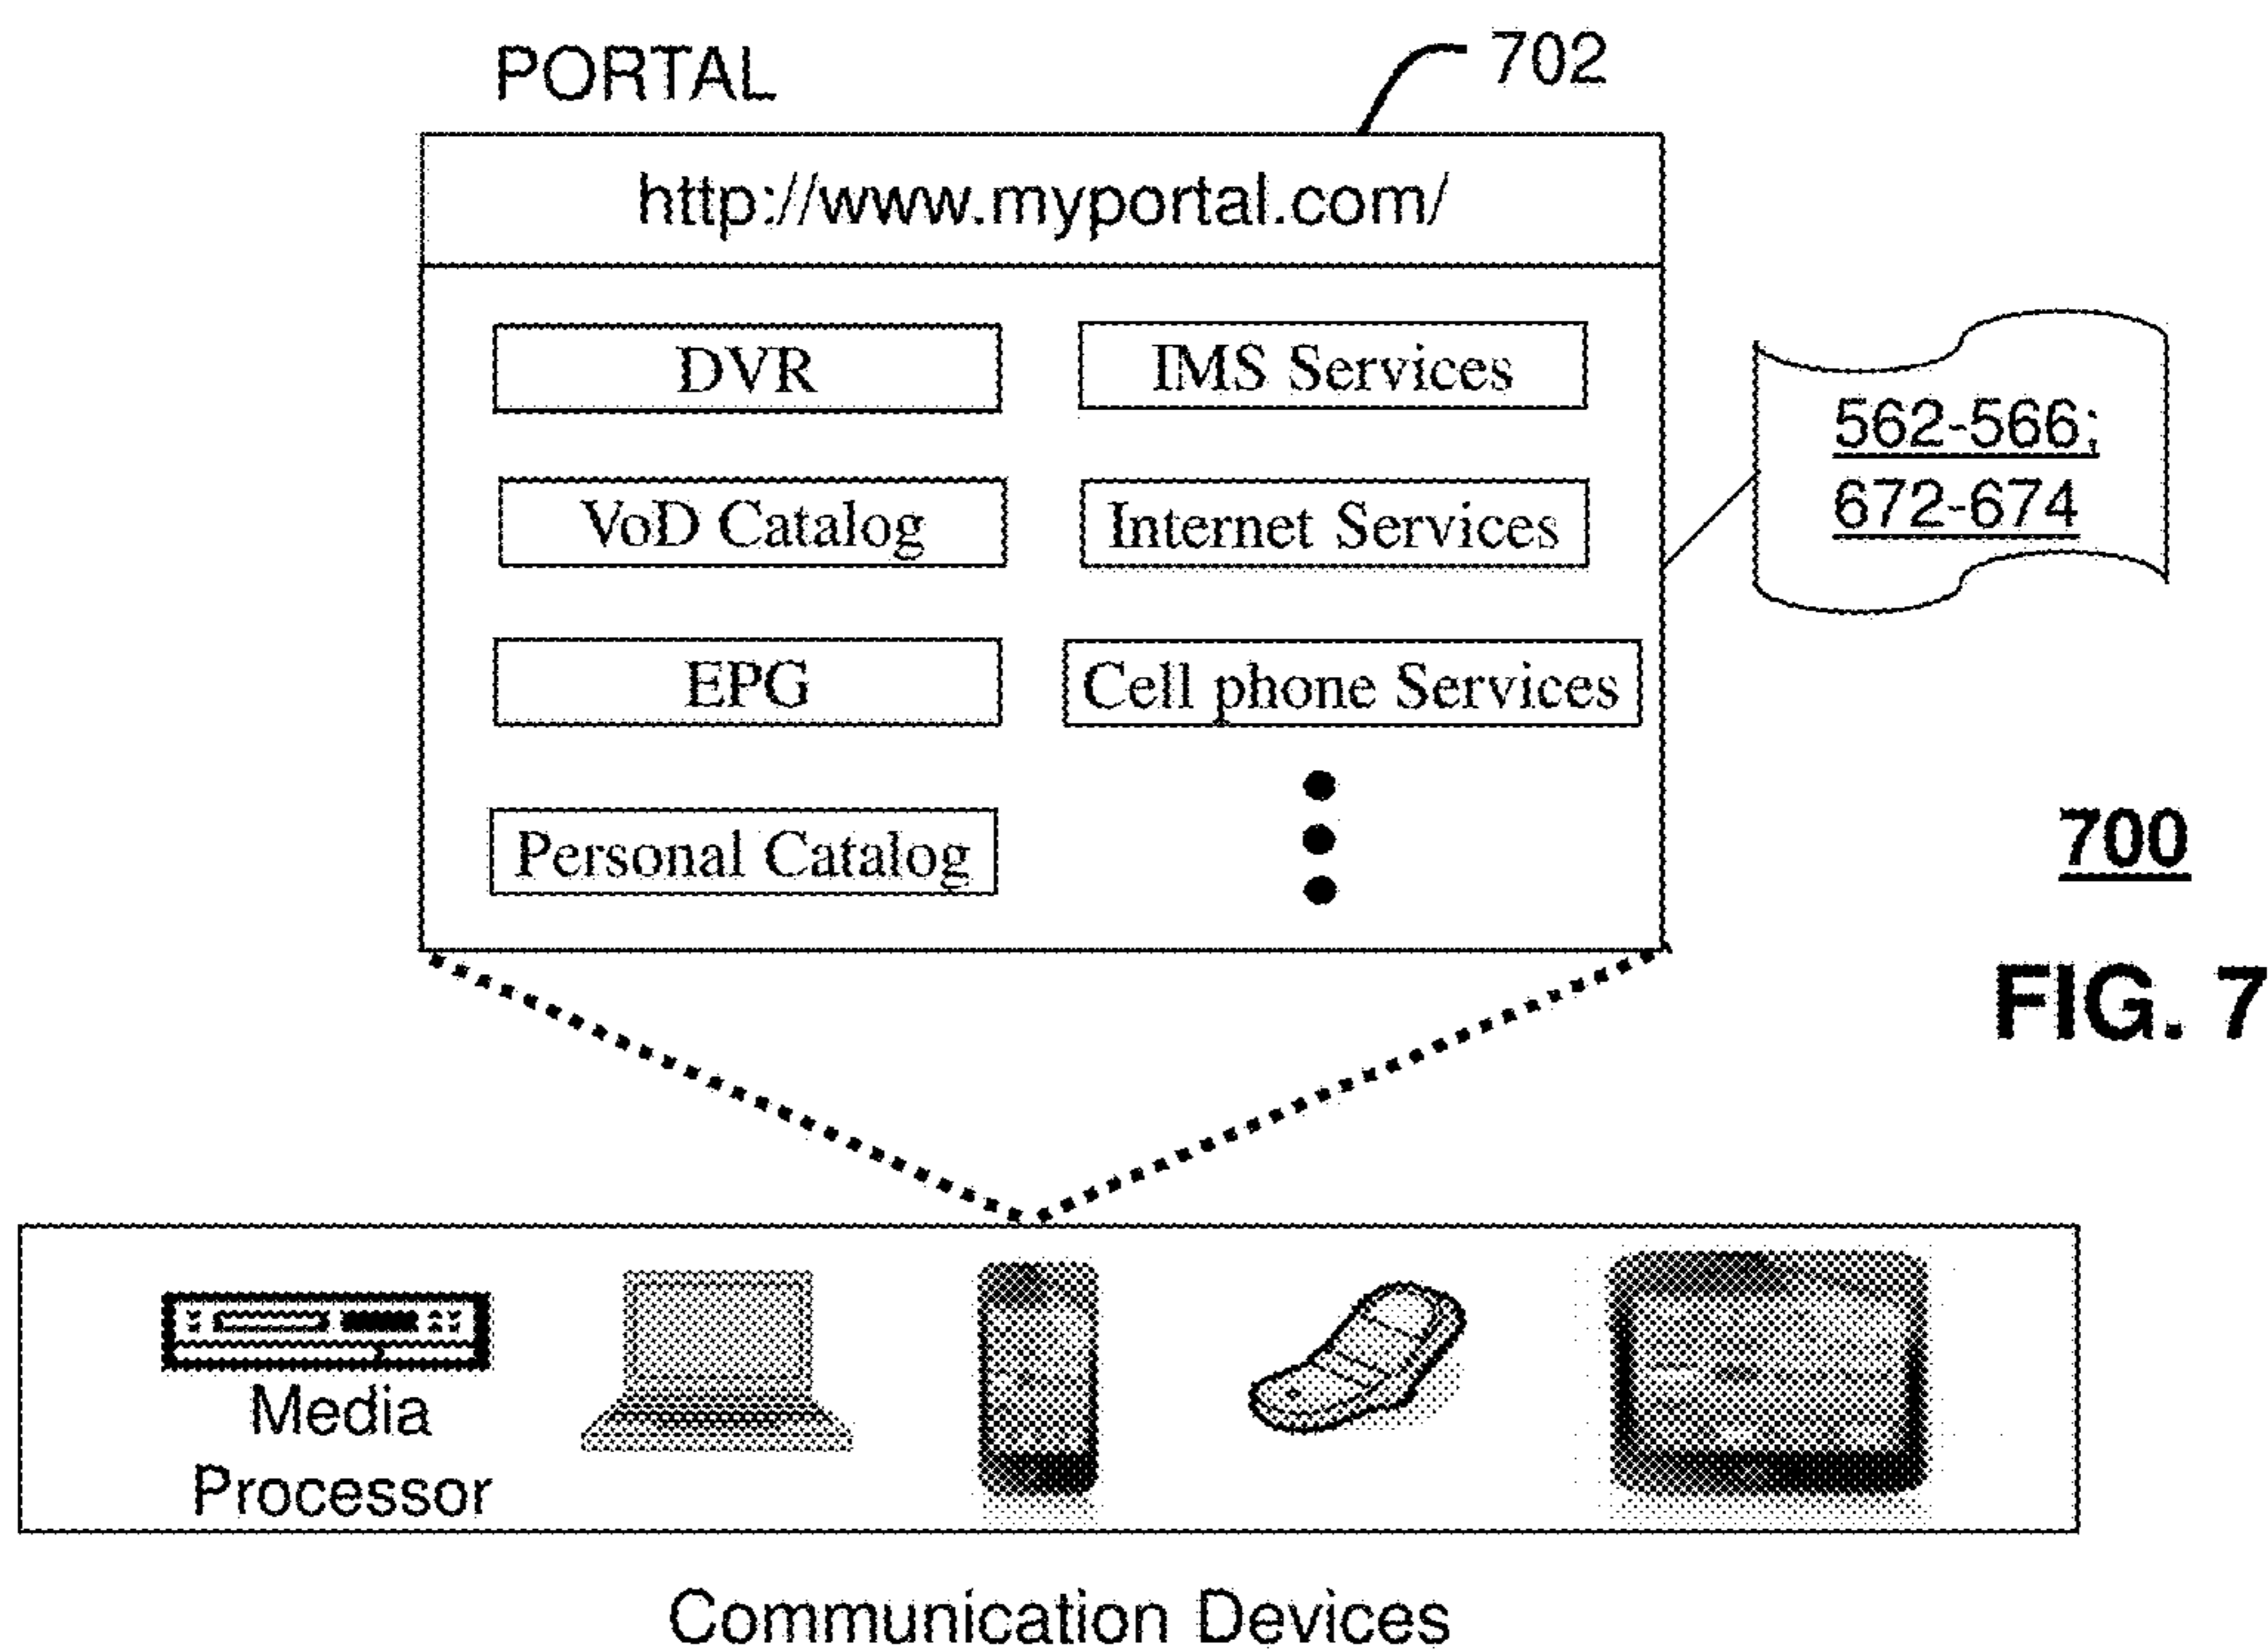 PORTAL
702
http://www.myportal.com/
DVR
IMS Services
VoD Catalog
Internet Services
EPG
Cell phone Services
Personal Catalog
562-566;
672-674
700
FIG. 7
Media
Processor
Communication Devices